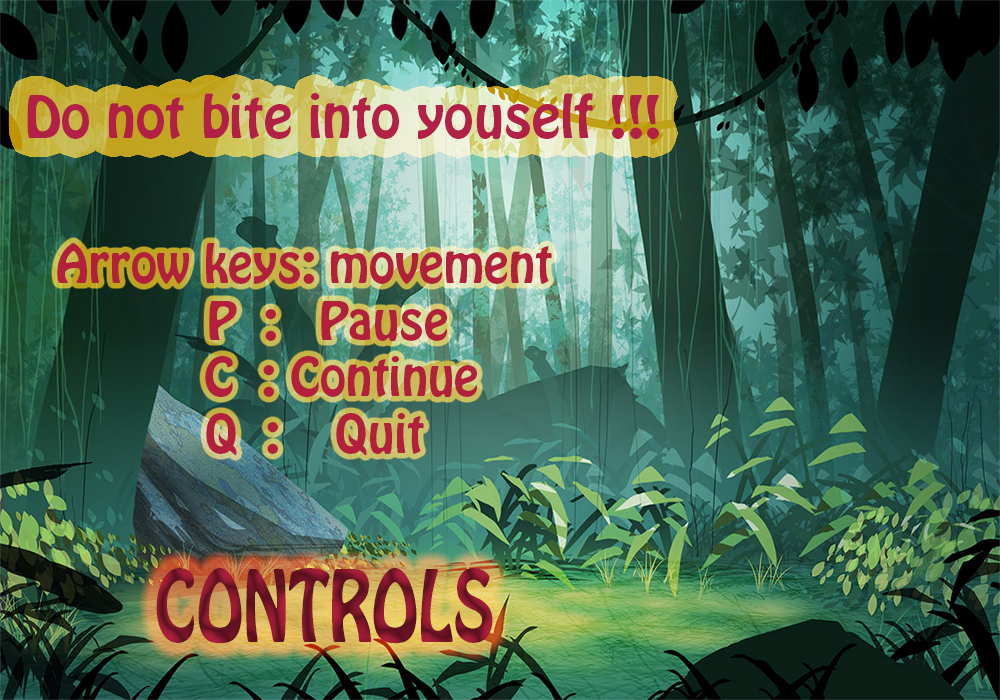 Do not bite into youself !!!
Arrow keys: movement
P : Pause
C : Continue
Q : Quit
CONTROLS